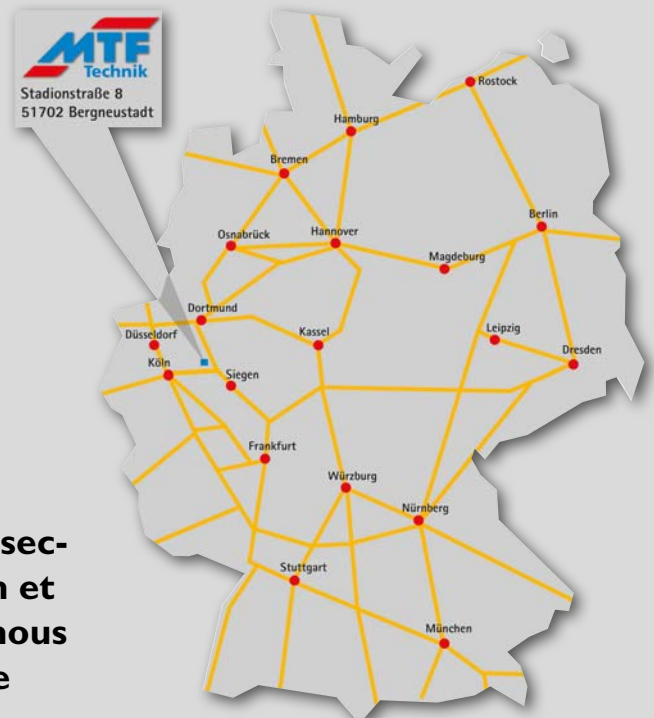 MTF
Technik
Stadionstraße 8
51702 Bergneustadt
Rostock
Hamburg
Bremen
Berlin
Osnabrück
Hannover
Magdeburg
Dortmund
Düsseldorf
Kassel
Leipzig
Köln
Siegen
Dresden
Frankfurt
Würzburg
Nürnberg
Stuttgart
München
sec-
n et
nous
e